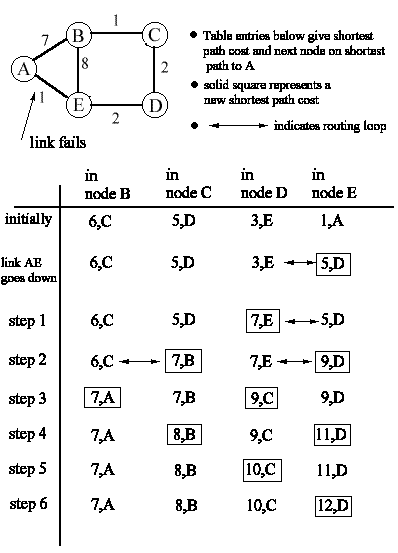 1
B
C
7
A
8
2
1
E
D
2
link fails
● Table entries below give shortest
path cost and next node on shortest
path to A
● solid square represents a
new shortest path cost
● indicates routing loop
in node B in node C in node D in node E
initially 6,C 5,D 3,E 1,A
link AE goes down 6,C 5,D 3,E 5,D
step 1 6,C 5,D 7,E 5,D
step 2 6,C 7,B 7,E 9,D
step 3 7,A 7,B 9,C 9,D
step 4 7,A 8,B 9,C 11,D
step 5 7,A 8,B 10,C 11,D
step 6 7,A 8,B 10,C 12,D